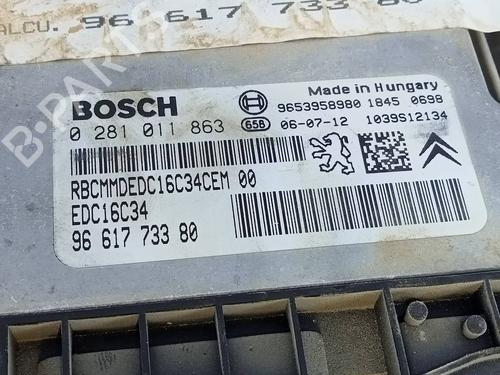 ALCU. 96 617 733 80
BOSCH
Made in Hungary
9653958980 1845 0698
0 281 011 863 658 06-07-12 1039S12134
RBCMMDEDC16C34CEM 00
EDC16C34
96 617 733 80
B-PARTS